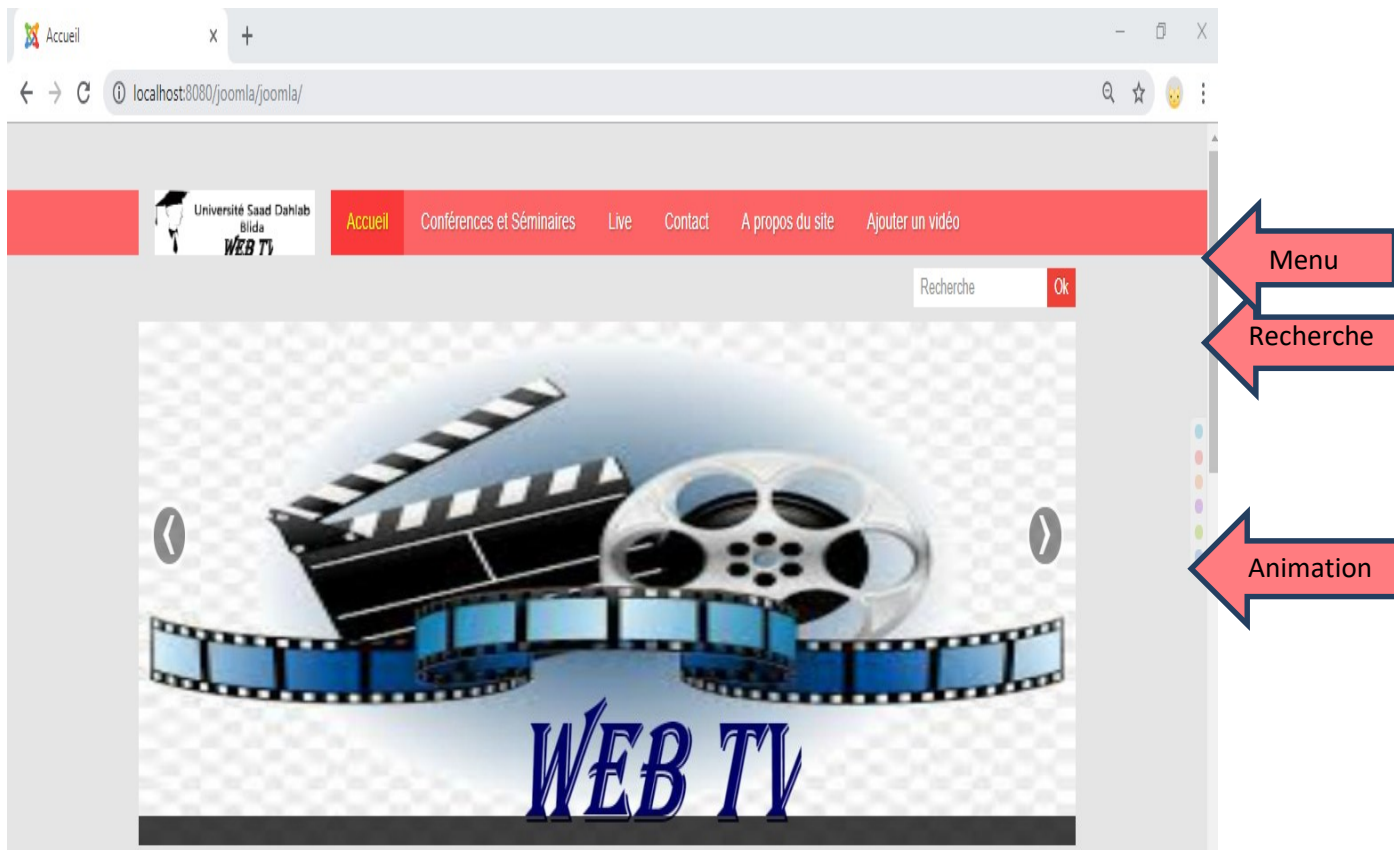 Accueil
localhost:8080/joomla/joomla/
Université Saad Dahlab
Blida
WEB TV
Accueil Conférences et Séminaires Live Contact A propos du site Ajouter un vidéo
Menu
Recherche Ok
Recherche
Animation
WEB TV